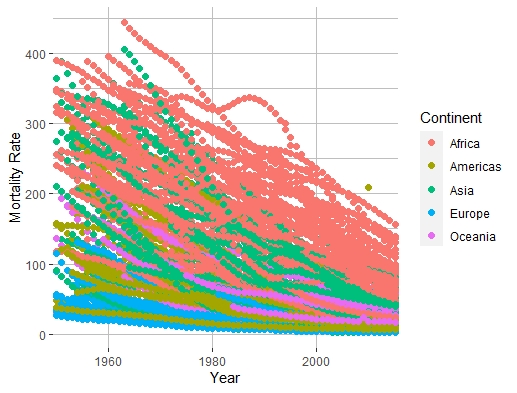 400
300
200
100
0
Mortality Rate
1960
1980
2000
Year
Continent
Africa
Americas
Asia
Europe
Oceania